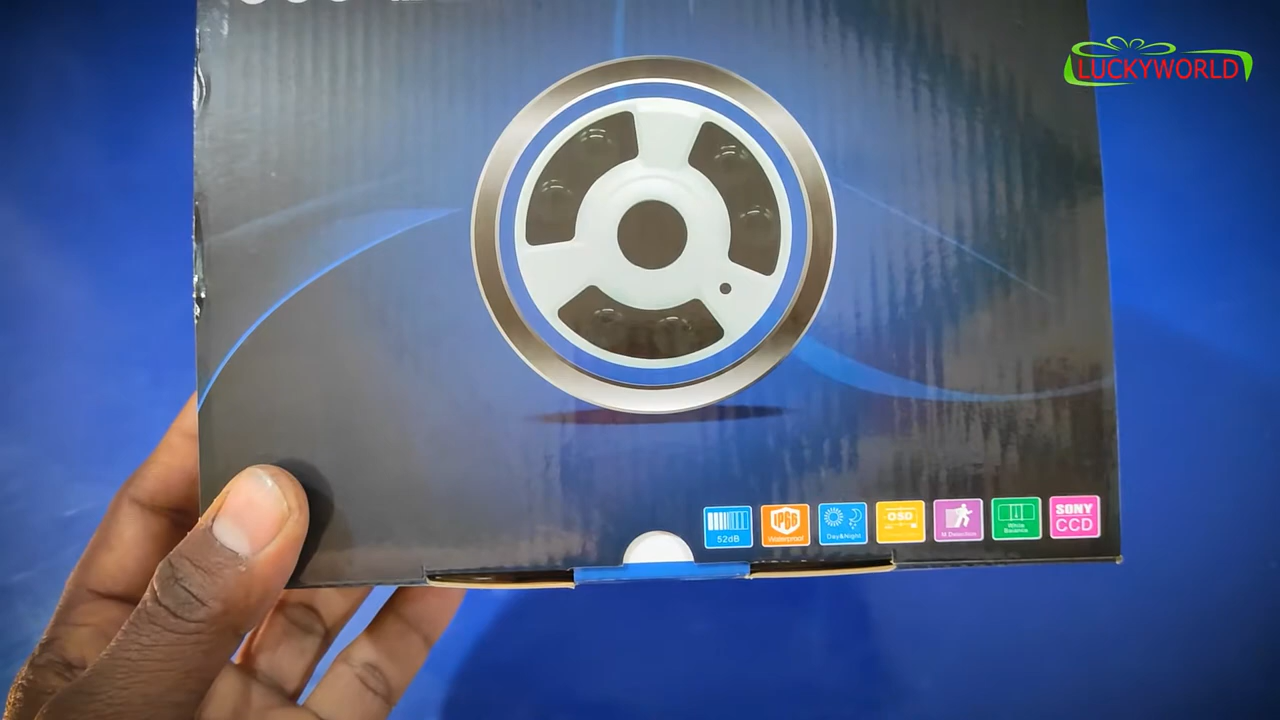 LUCKYWORLD
52dB
IP66
Waterproof
Day&Night
OSD
M Detection
White
Balance
SONY
CCD